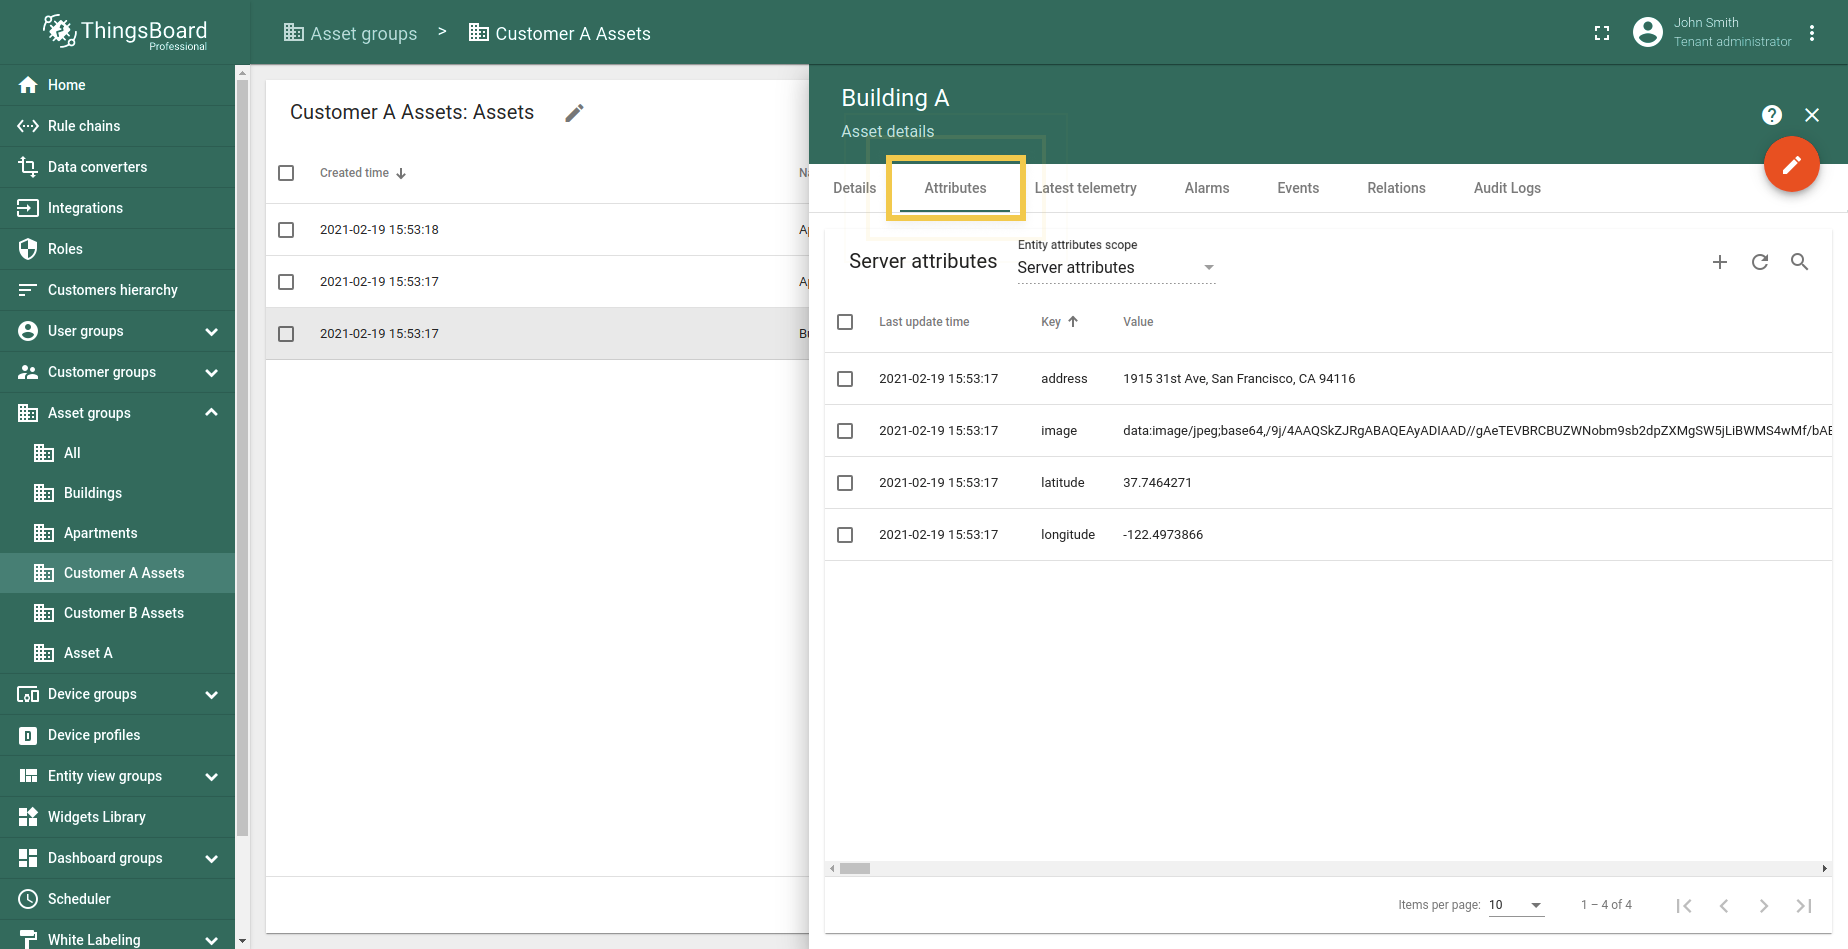 ThingsBoard
Professional
Asset groups > Customer A Assets
John Smith
Tenant administrator
Home
Rule chains
Data converters
Integrations
Roles
Customers hierarchy
User groups
Customer groups
Asset groups
All
Buildings
Apartments
Customer A Assets
Customer B Assets
Asset A
Device groups
Device profiles
Entity view groups
Widgets Library
Dashboard groups
Scheduler
White Labeling
Customer A Assets: Assets
Created time
2021-02-19 15:53:18
2021-02-19 15:53:17
2021-02-19 15:53:17
Building A
Asset details
Details Attributes Latest telemetry Alarms Events Relations Audit Logs
Server attributes
Entity attributes scope
Server attributes
Last update time Key Value
2021-02-19 15:53:17 address 1915 31st Ave, San Francisco, CA 94116
2021-02-19 15:53:17 image data:image/jpeg;base64,/9j/4AAQSkZJRgABAQEAyADIAAD//gAeTEVBRCBUZWNobm9sb2dpZXMgSW5jLiBWMS4wMf/bAE
2021-02-19 15:53:17 latitude 37.7464271
2021-02-19 15:53:17 longitude -122.4973866
Items per page: 10 1 – 4 of 4